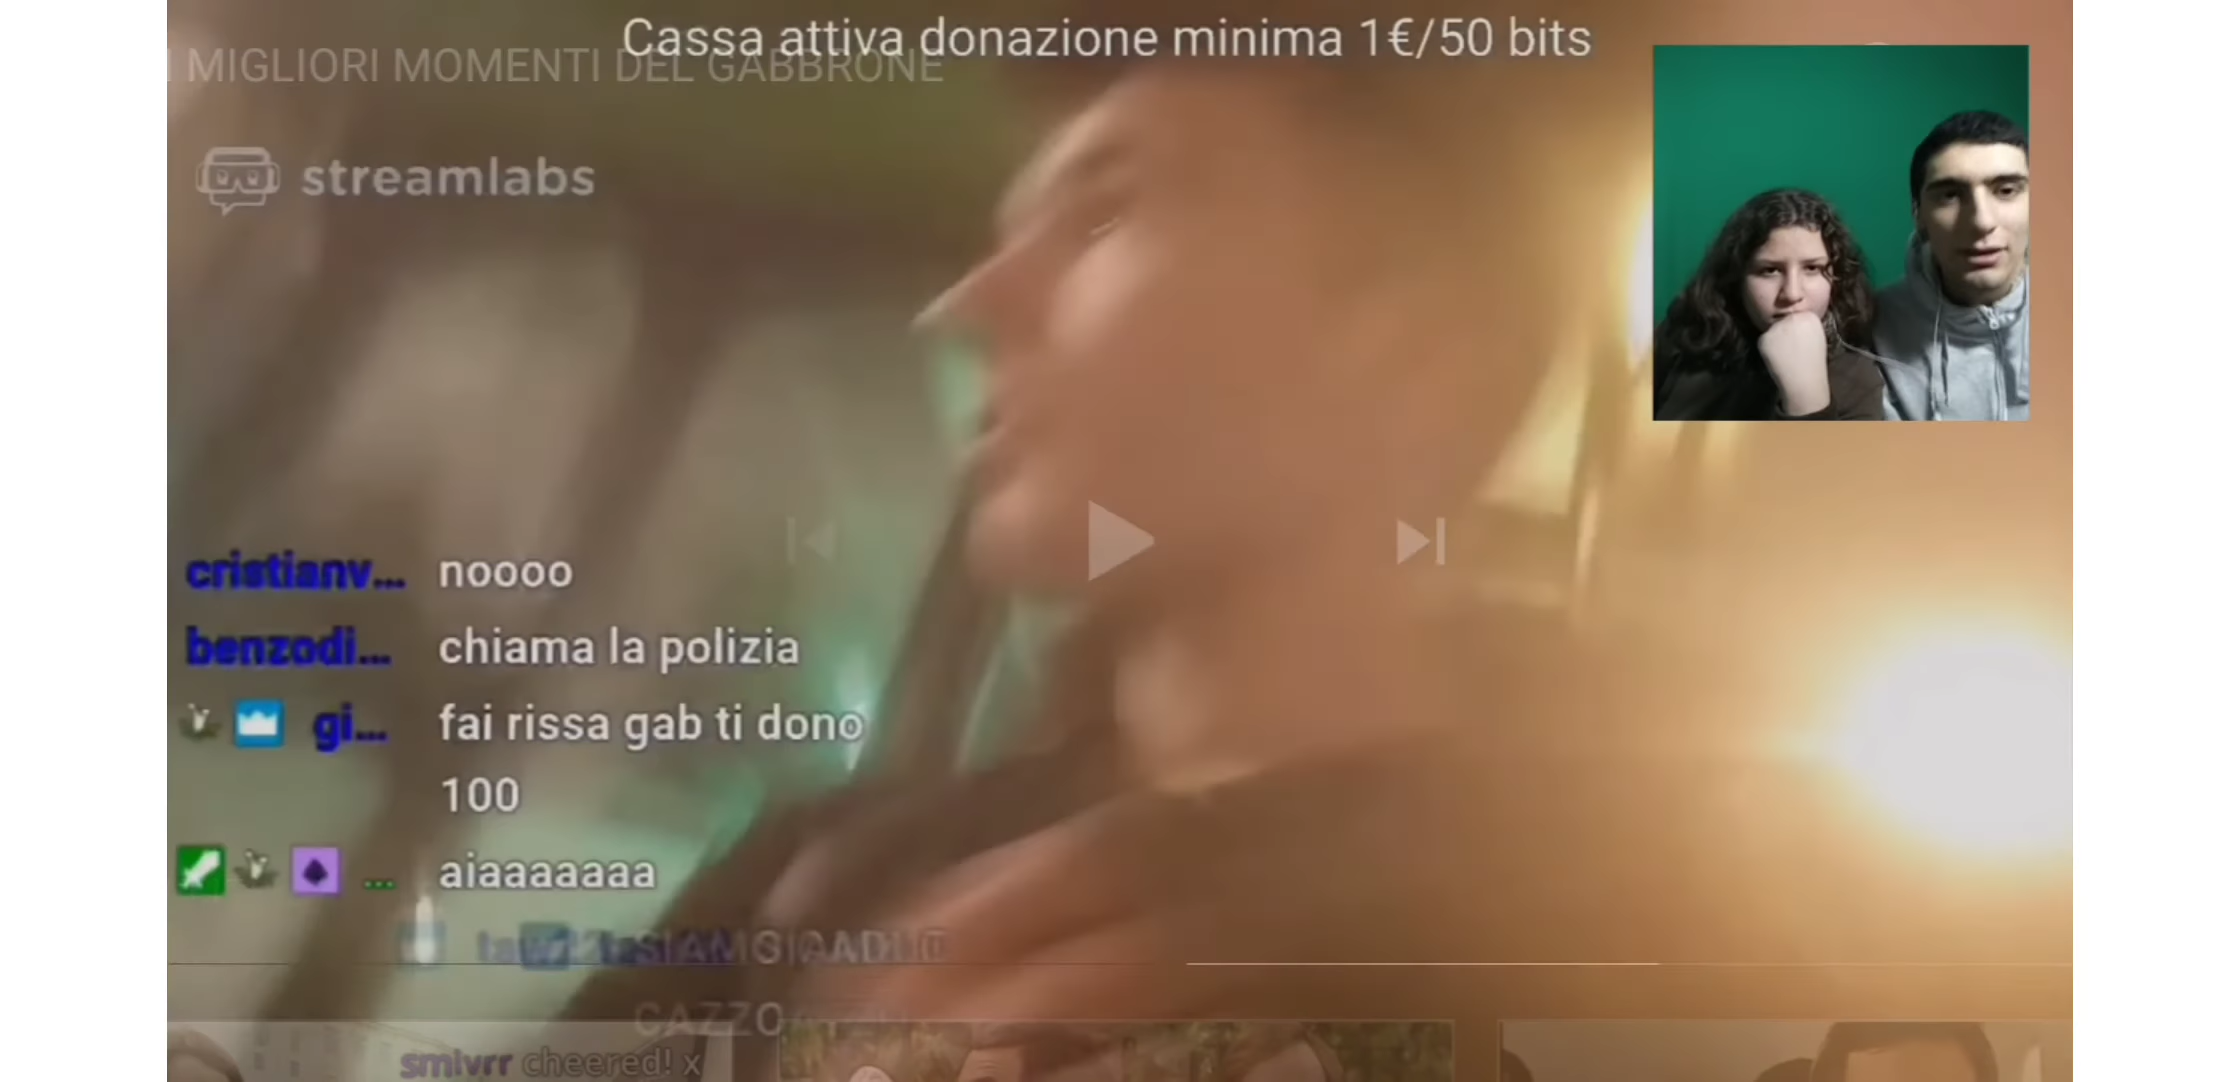 Cassa attiva donazione minima 1€/50 bits
I MIGLIORI MOMENTI DEL GABBRONE
streamlabs
cristianv... noooo
benzodi... chiama la polizia
gi... fai rissa gab ti dono
100
... aiaaaaaaa
CAZZO
smlvrr cheered! x